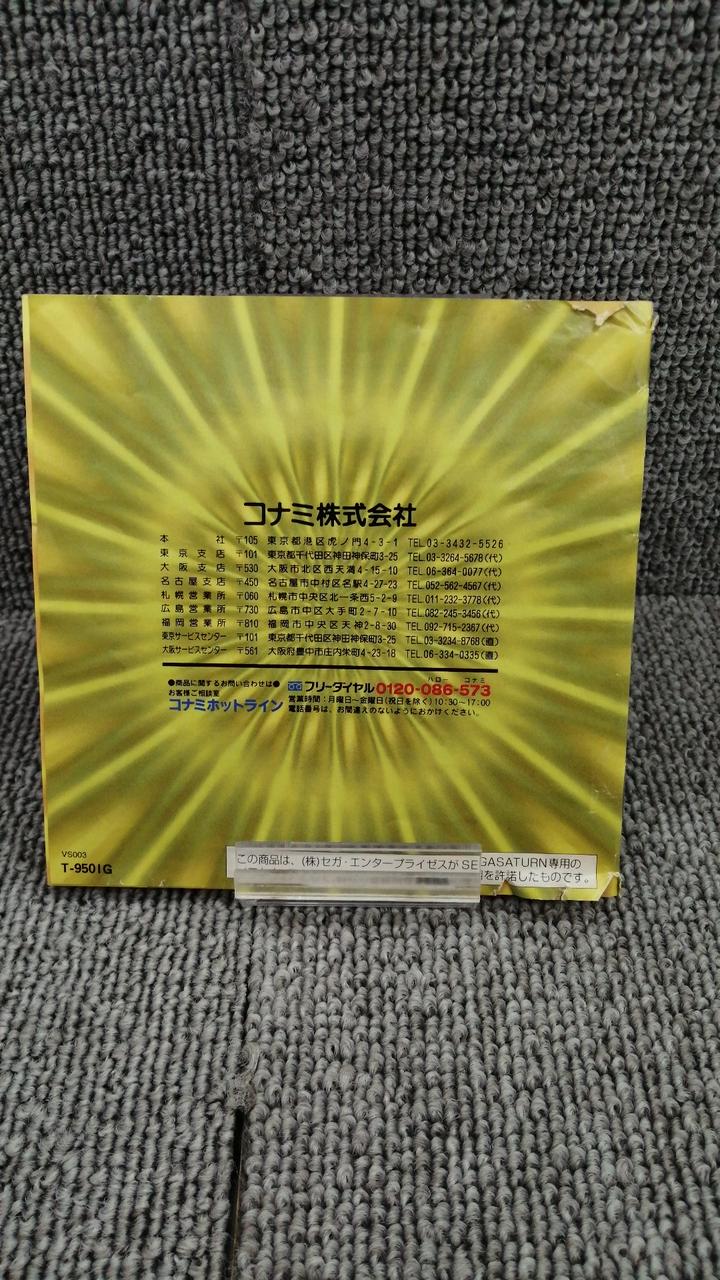 コナミ株式会社
本社 〒105 東京都港区虎ノ門4-3-1 TEL.03-3432-5526
東京支店 〒101 東京都千代田区神田神保町3-25 TEL.03-3264-5678(代)
大阪支店 〒530 大阪市北区西天満4-15-10 TEL.06-364-0077(代)
名古屋支店 〒450 名古屋市中村区名駅4-27-23 TEL.052-562-4567(代)
札幌営業所 〒060 札幌市中央区北一条西5-2-9 TEL.011-232-3778(代)
広島営業所 〒730 広島市中区大手町2-7-10 TEL.082-245-3456(代)
福岡営業所 〒810 福岡市中央区天神2-8-30 TEL.092-715-2367(代)
東京サービスセンター 〒101 東京都千代田区神田神保町3-25 TEL.03-3234-8768(直)
大阪サービスセンター 〒561 大阪府豊中市庄内栄町4-23-18 TEL.06-334-0335(直)
●商品に関するお問い合わせは●
お客様ご相談室
コナミホットライン
ハロー コナミ
フリーダイヤル0120-086-573
営業時間:月曜日〜金曜日(祝日を除く)10:30〜17:00
電話番号は、お間違えのないようにおかけください。
VS003
T-9501G
この商品は、(株)セガ・エンタープライゼスがSEGASATURN専用の
を許諾したものです。